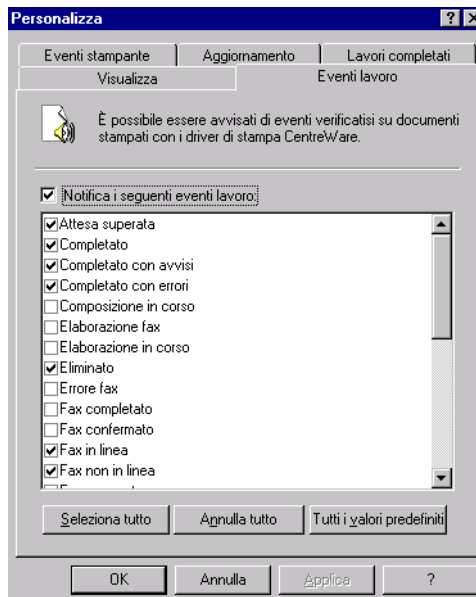 Personalizza
Eventi stampante Aggiornamento Lavori completati
Visualizza Eventi lavoro
È possibile essere avvisati di eventi verificatisi su documenti
stampati con i driver di stampa CentreWare.
Notifica i seguenti eventi lavoro:
Attesa superata
Completato
Completato con avvisi
Completato con errori
Composizione in corso
Elaborazione fax
Elaborazione in corso
Eliminato
Errore fax
Fax completato
Fax confermato
Fax in linea
Fax non in linea
Seleziona tutto Annulla tutto Tutti i valori predefiniti
OK Annulla Applica ?